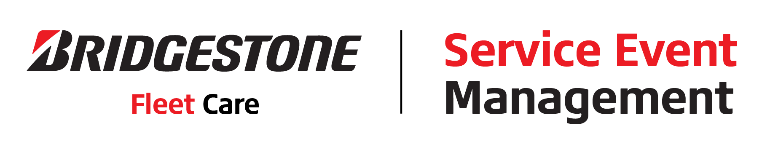 BRIDGESTONE
Fleet Care
Service Event
Management